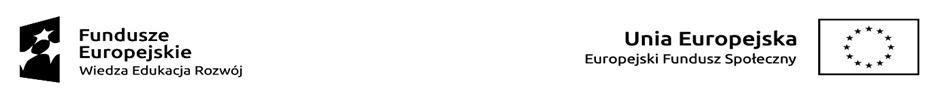 Fundusze
Europejskie
Wiedza Edukacja Rozwój
Unia Europejska
Europejski Fundusz Społeczny